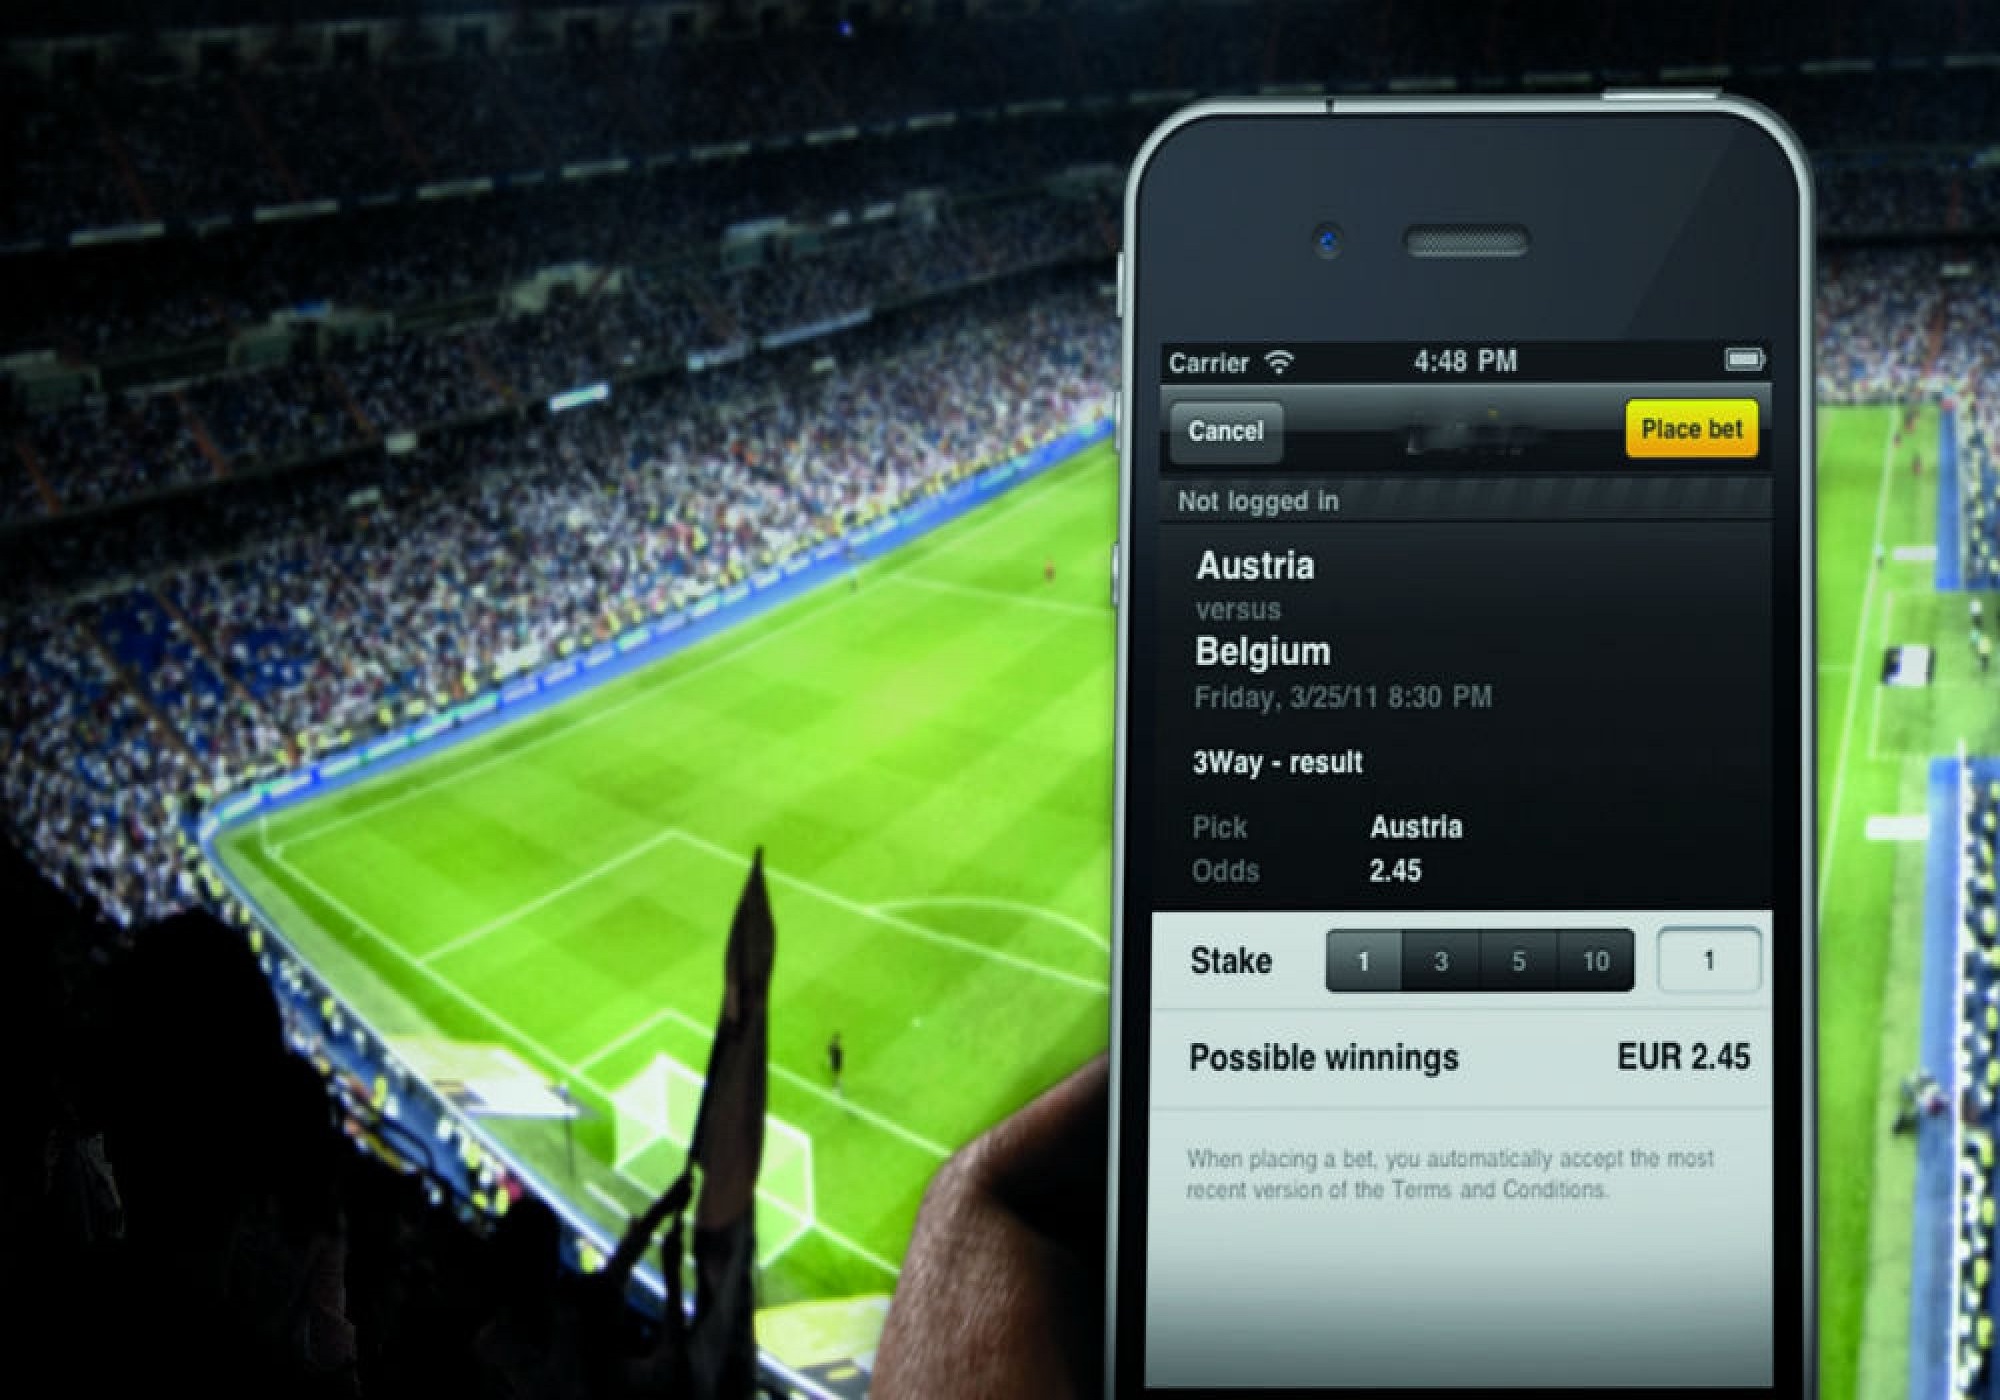 Carrier 4:48 PM
Cancel Place bet
Not logged in
Austria
versus
Belgium
Friday, 3/25/11 8:30 PM
3Way - result
Pick Austria
Odds 2.45
Stake 1 3 5 10 1
Possible winnings EUR 2.45
When placing a bet, you automatically accept the most
recent version of the Terms and Conditions.